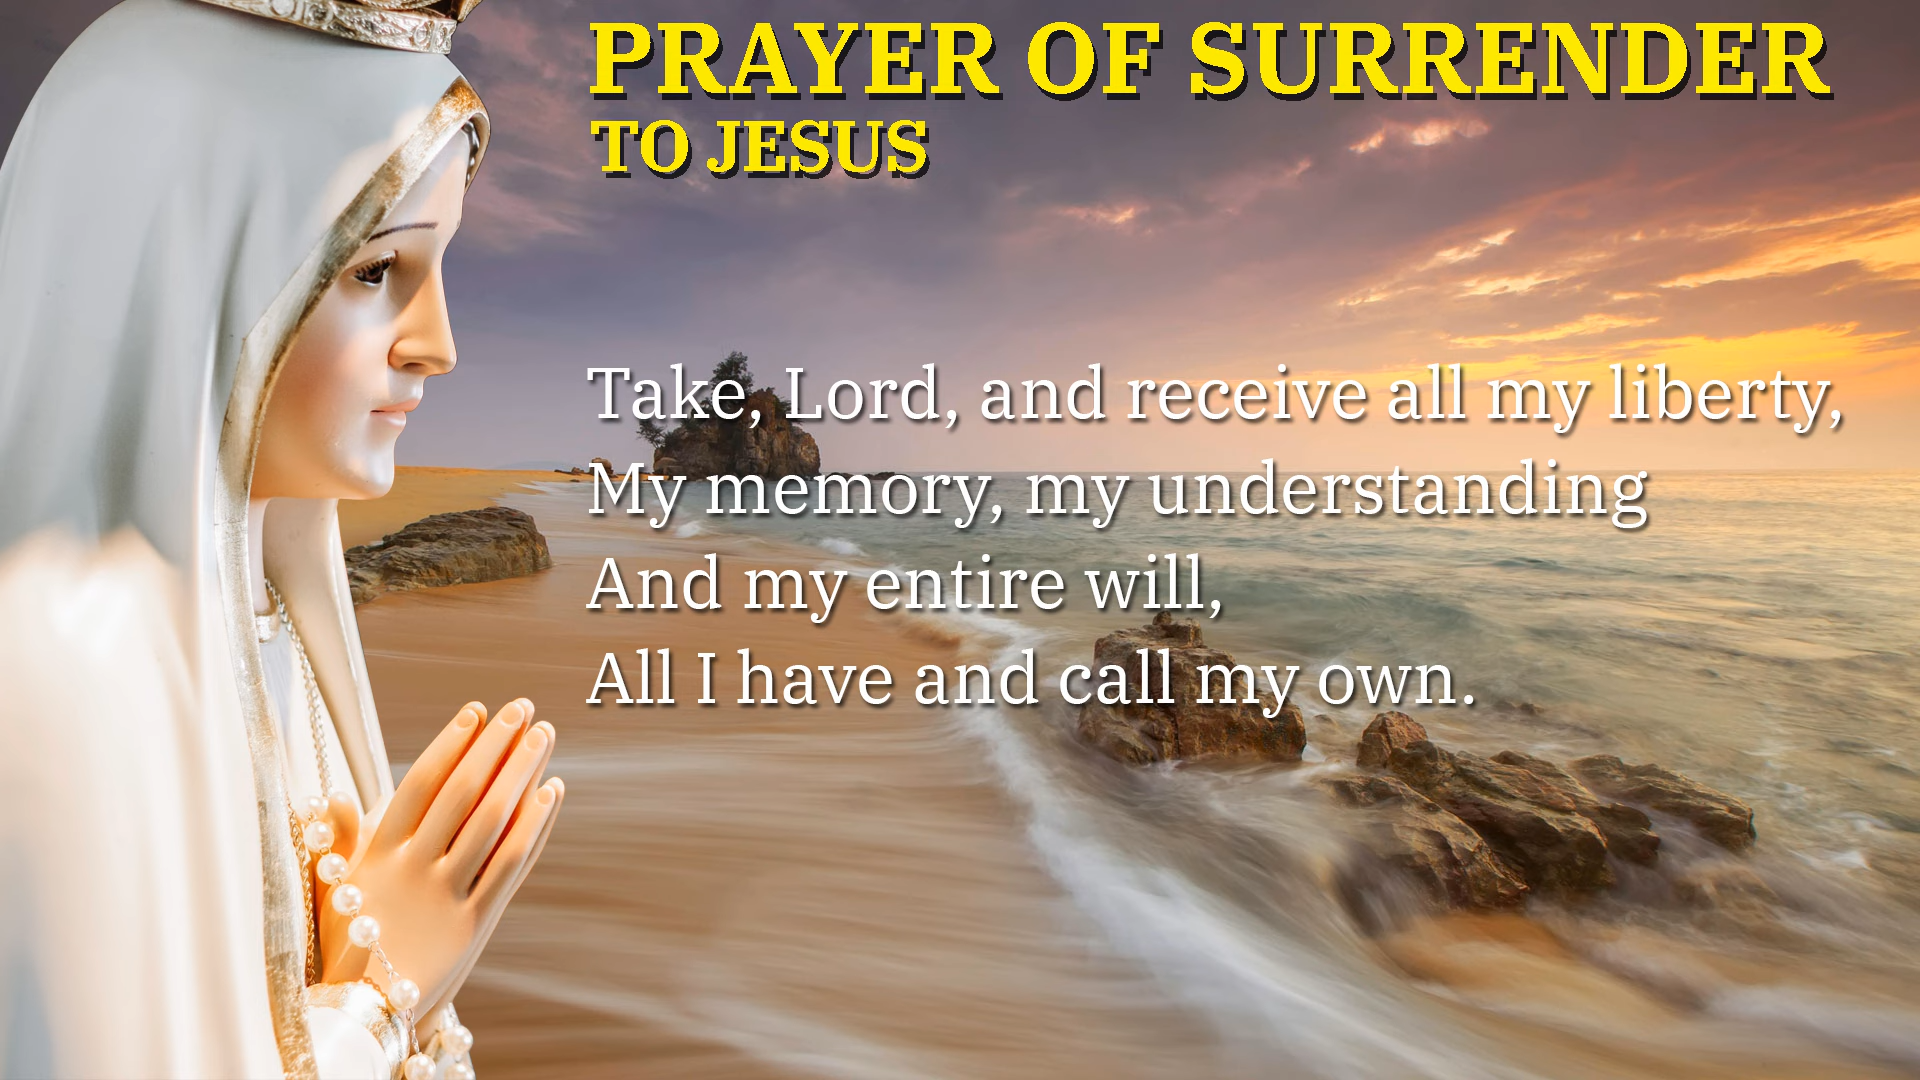 PRAYER OF SURRENDER
TO JESUS
Take, Lord, and receive all my liberty,
My memory, my understanding
And my entire will,
All I have and call my own.